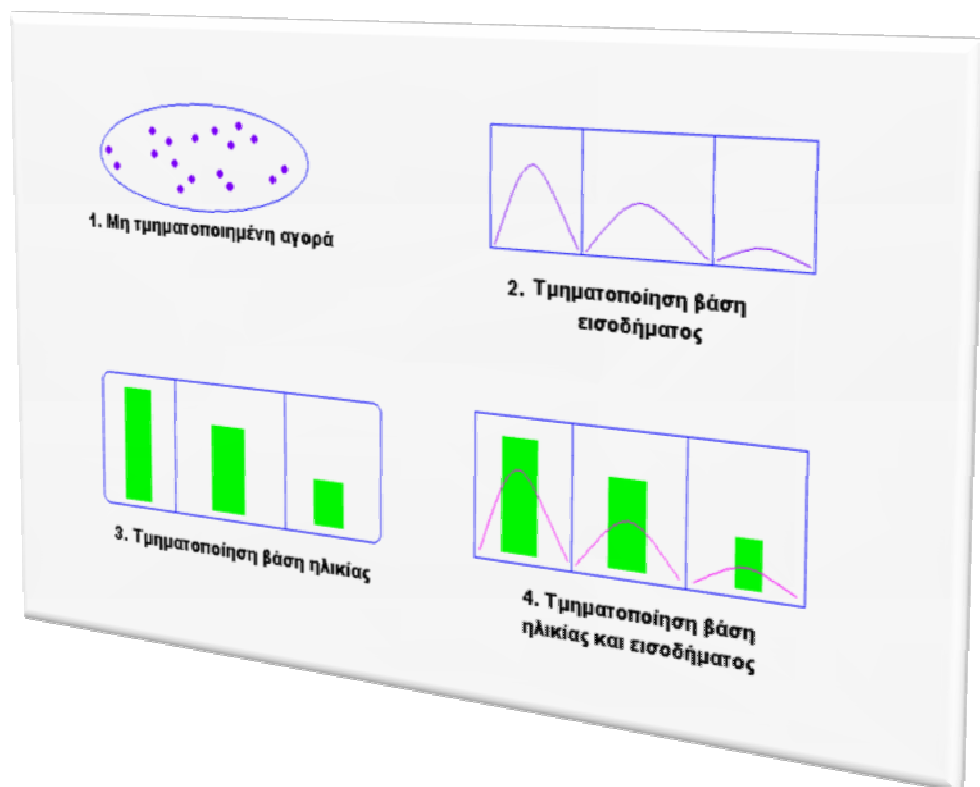 1. Μη τμηματοποιημένη αγορά
2. Τμηματοποίηση βάση
εισοδήματος
3. Τμηματοποίηση βάση ηλικίας
4. Τμηματοποίηση βάση
ηλικίας και εισοδήματος